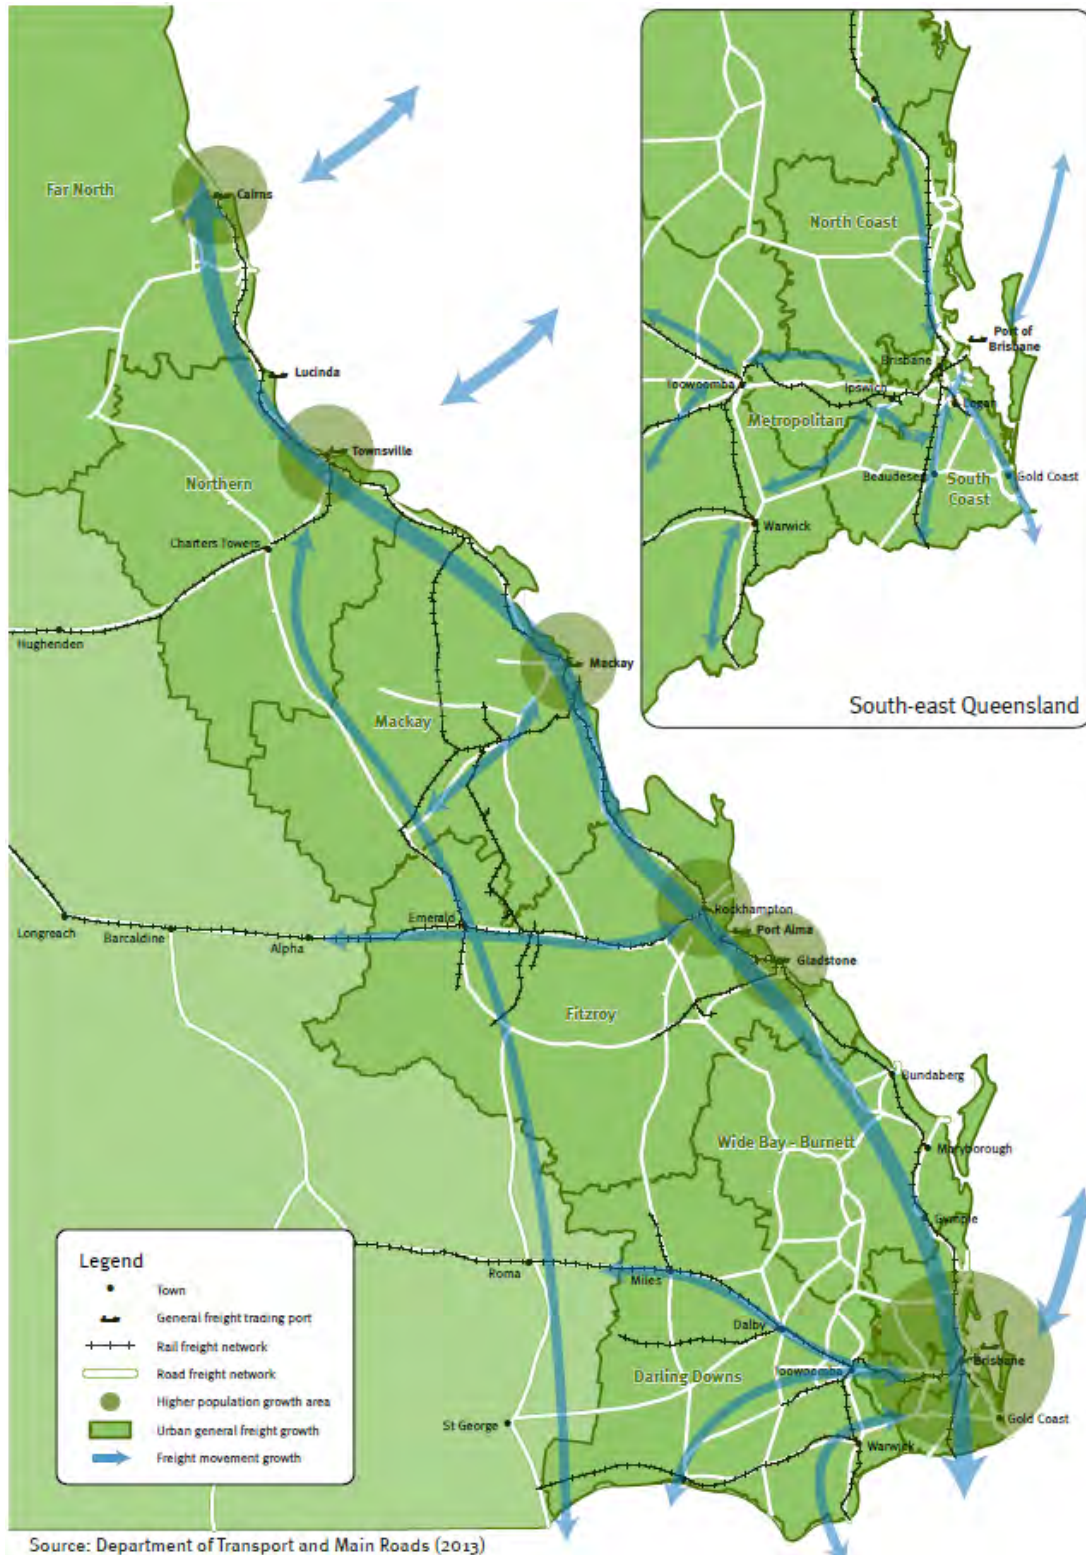 Far North
Cairns
Lucinda
Townsville
Northern
Charters Towers
Hughenden
Mackay
Mackay
Rockhampton
Port Alma
Gladstone
Emerald
Longreach
Barcaldine
Alpha
Fitzroy
Bundaberg
Wide Bay - Burnett
Maryborough
Gympie
Roma
Miles
Dalby
Brisbane
Toowoomba
Darling Downs
St George
Gold Coast
Warwick
North Coast
Port of
Brisbane
Brisbane
Toowoomba
Ipswich
Logan
Metropolitan
Beaudesert
South
Coast
Gold Coast
Warwick
South-east Queensland
Legend
Town
General freight trading port
Rail freight network
Road freight network
Higher population growth area
Urban general freight growth
Freight movement growth
Source: Department of Transport and Main Roads (2013)